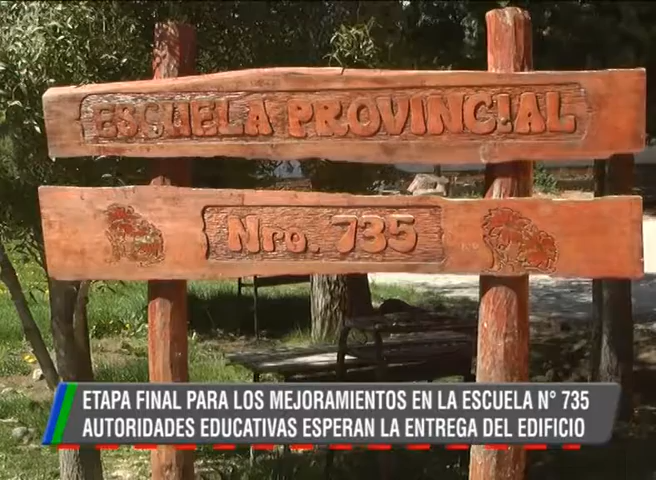 ESCUELA PROVINCIAL
Nro. 735
ETAPA FINAL PARA LOS MEJORAMIENTOS EN LA ESCUELA N° 735
AUTORIDADES EDUCATIVAS ESPERAN LA ENTREGA DEL EDIFICIO